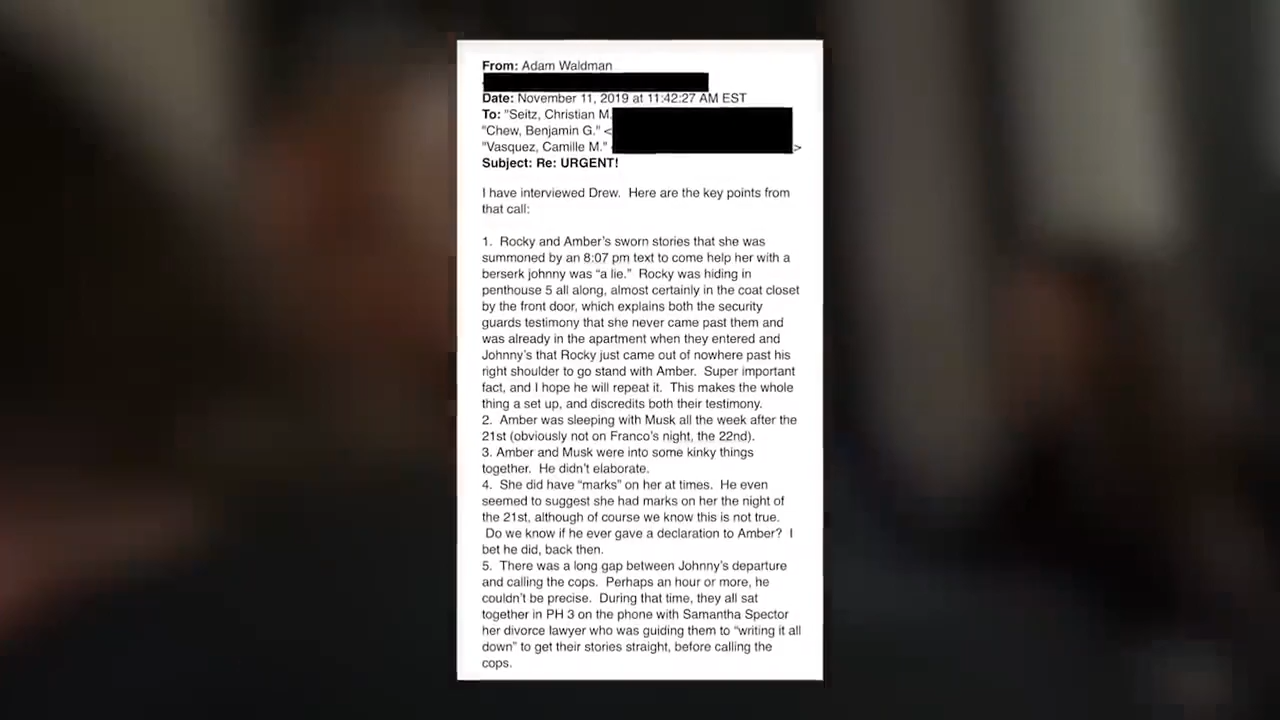 From: Adam Waldman
Date: November 11, 2019 at 11:42:27 AM EST
To: "Seitz, Christian M.
"Chew, Benjamin G." <
"Vasquez, Camille M." >
Subject: Re: URGENT!
I have interviewed Drew.  Here are the key points from
that call:
1.  Rocky and Amber's sworn stories that she was
summoned by an 8:07 pm text to come help her with a
berserk johnny was "a lie."  Rocky was hiding in
penthouse 5 all along, almost certainly in the coat closet
by the front door, which explains both the security
guards testimony that she never came past them and
was already in the apartment when they entered and
Johnny's that Rocky just came out of nowhere past his
right shoulder to go stand with Amber.  Super important
fact, and I hope he will repeat it.  This makes the whole
thing a set up, and discredits both their testimony.
2.  Amber was sleeping with Musk all the week after the
21st (obviously not on Franco's night, the 22nd).
3. Amber and Musk were into some kinky things
together.  He didn't elaborate.
4.  She did have "marks" on her at times.  He even
seemed to suggest she had marks on her the night of
the 21st, although of course we know this is not true.
Do we know if he ever gave a declaration to Amber?  I
bet he did, back then.
5.  There was a long gap between Johnny's departure
and calling the cops.  Perhaps an hour or more, he
couldn't be precise.  During that time, they all sat
together in PH 3 on the phone with Samantha Spector
her divorce lawyer who was guiding them to "writing it all
down" to get their stories straight, before calling the
cops.